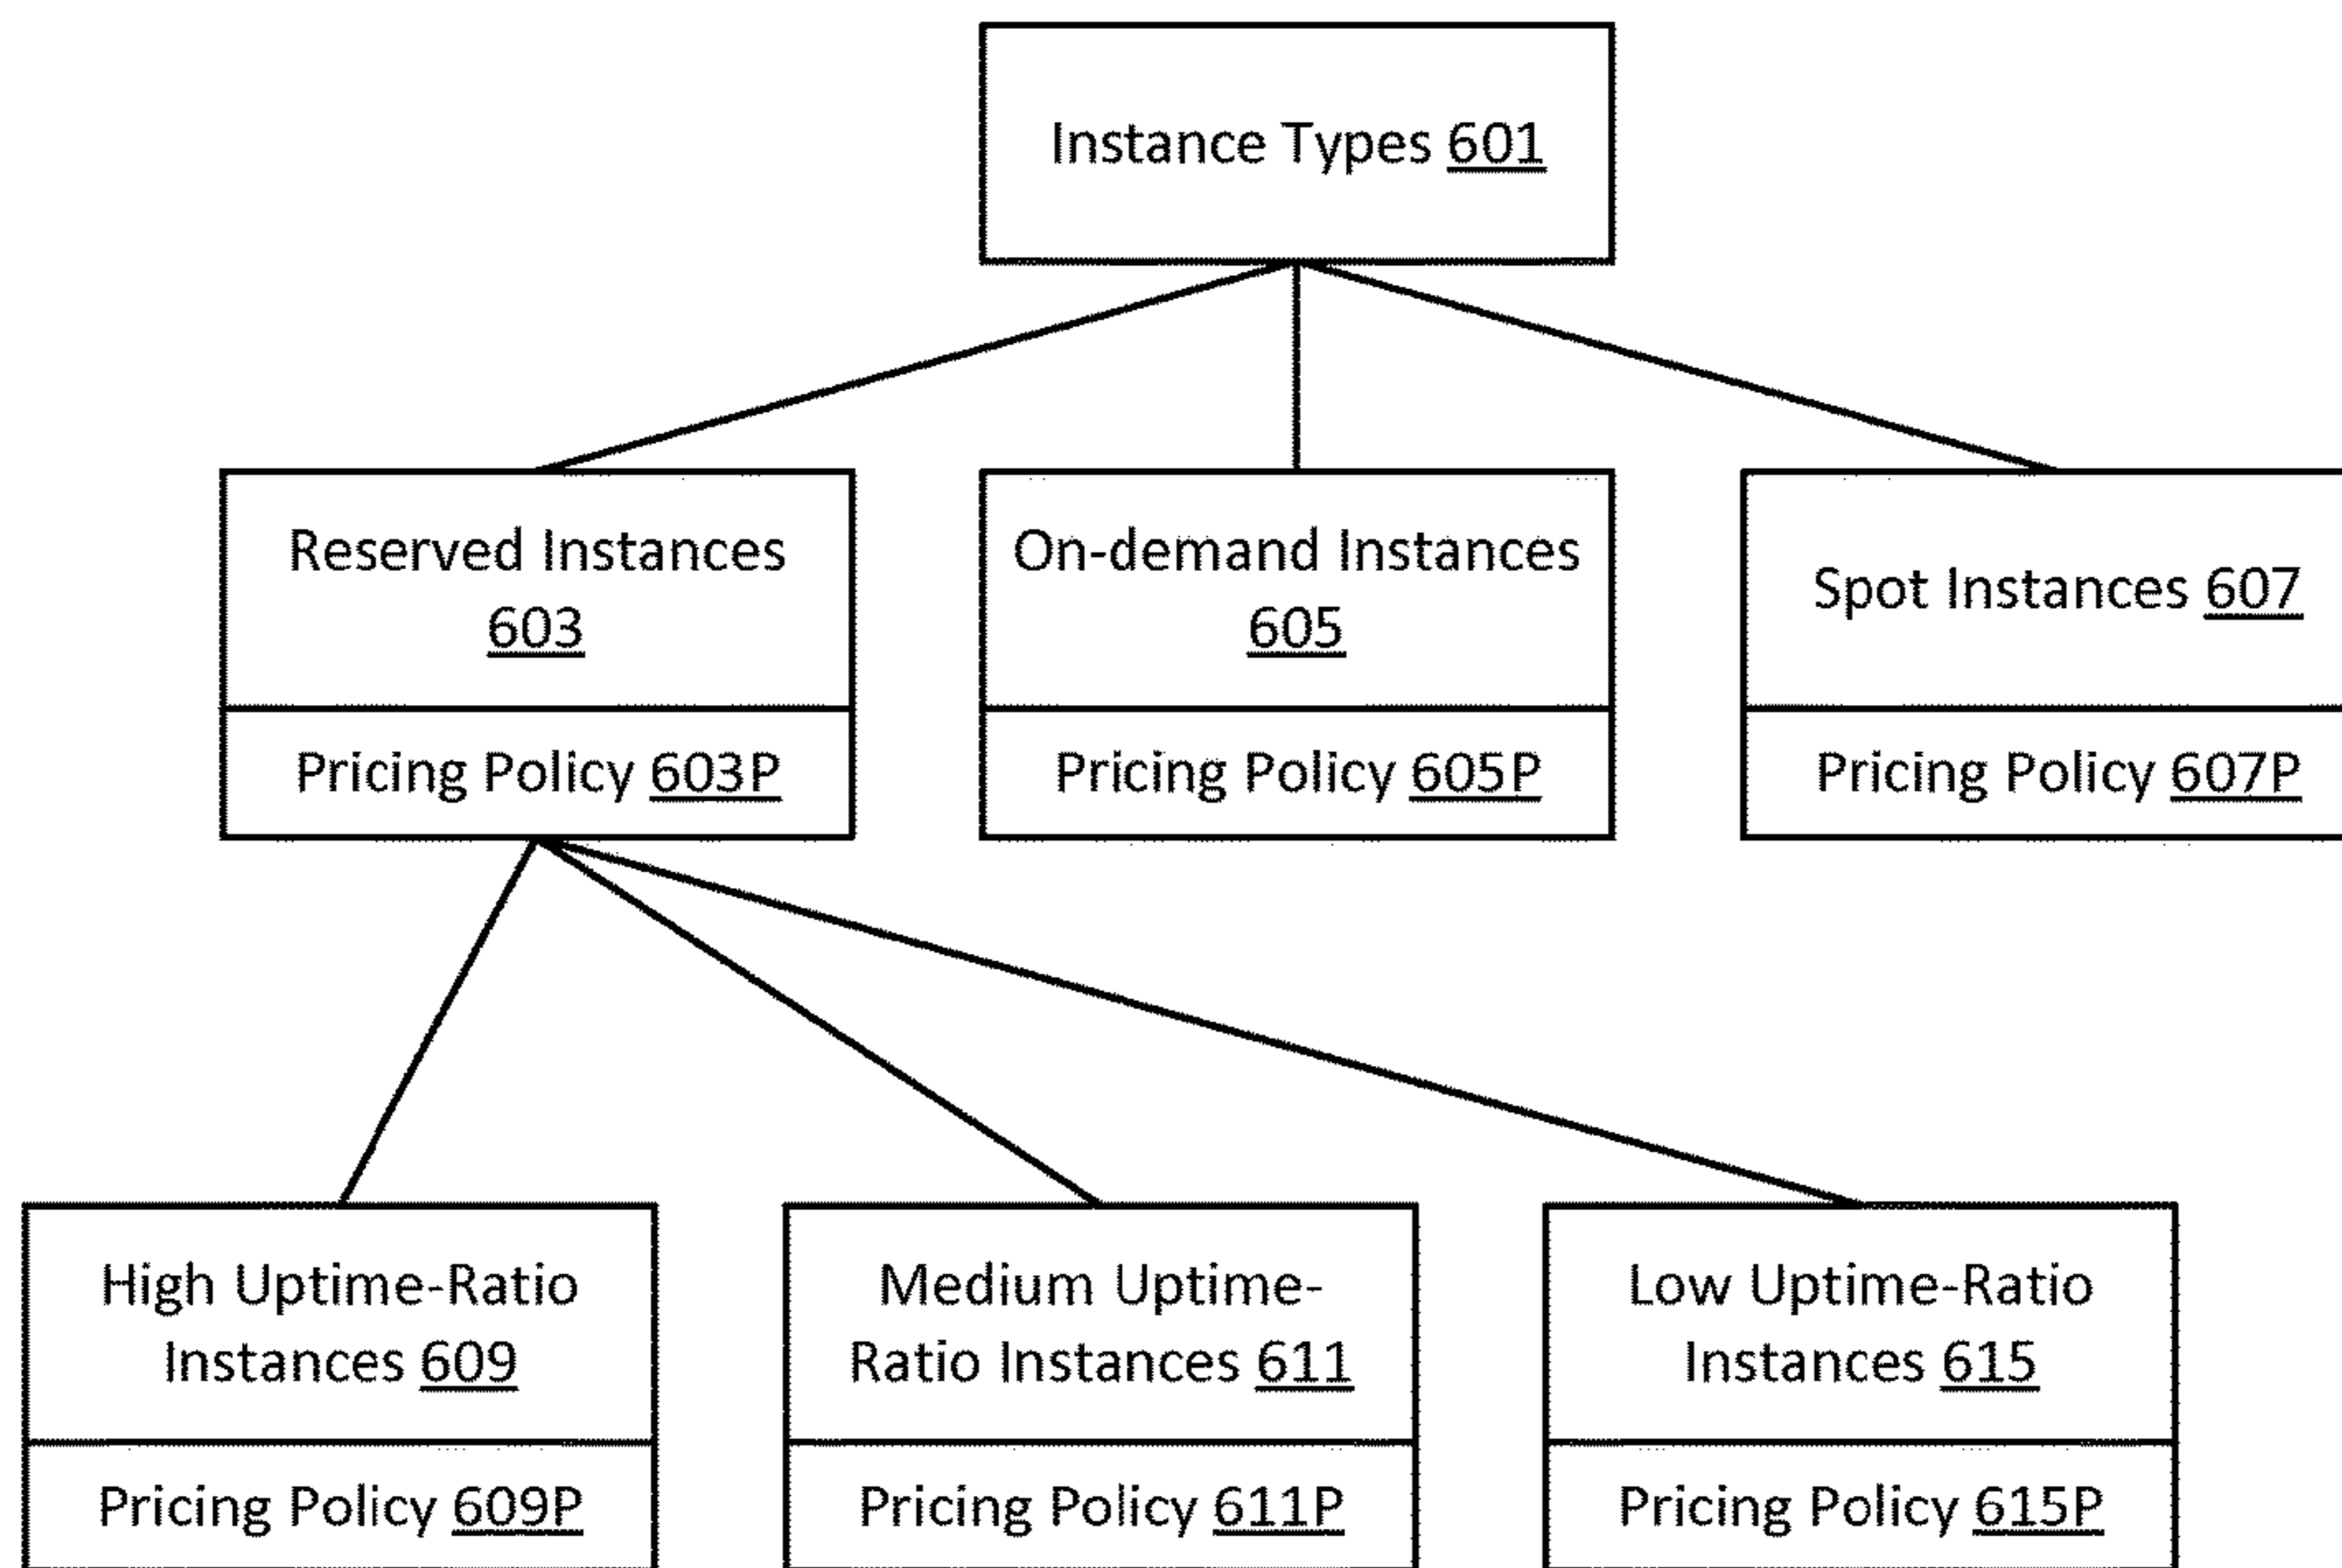 Instance Types 601
Reserved Instances
603
Pricing Policy 603P
On-demand Instances
605
Pricing Policy 605P
Spot Instances 607
Pricing Policy 607P
High Uptime-Ratio
Instances 609
Pricing Policy 609P
Medium Uptime-
Ratio Instances 611
Pricing Policy 611P
Low Uptime-Ratio
Instances 615
Pricing Policy 615P